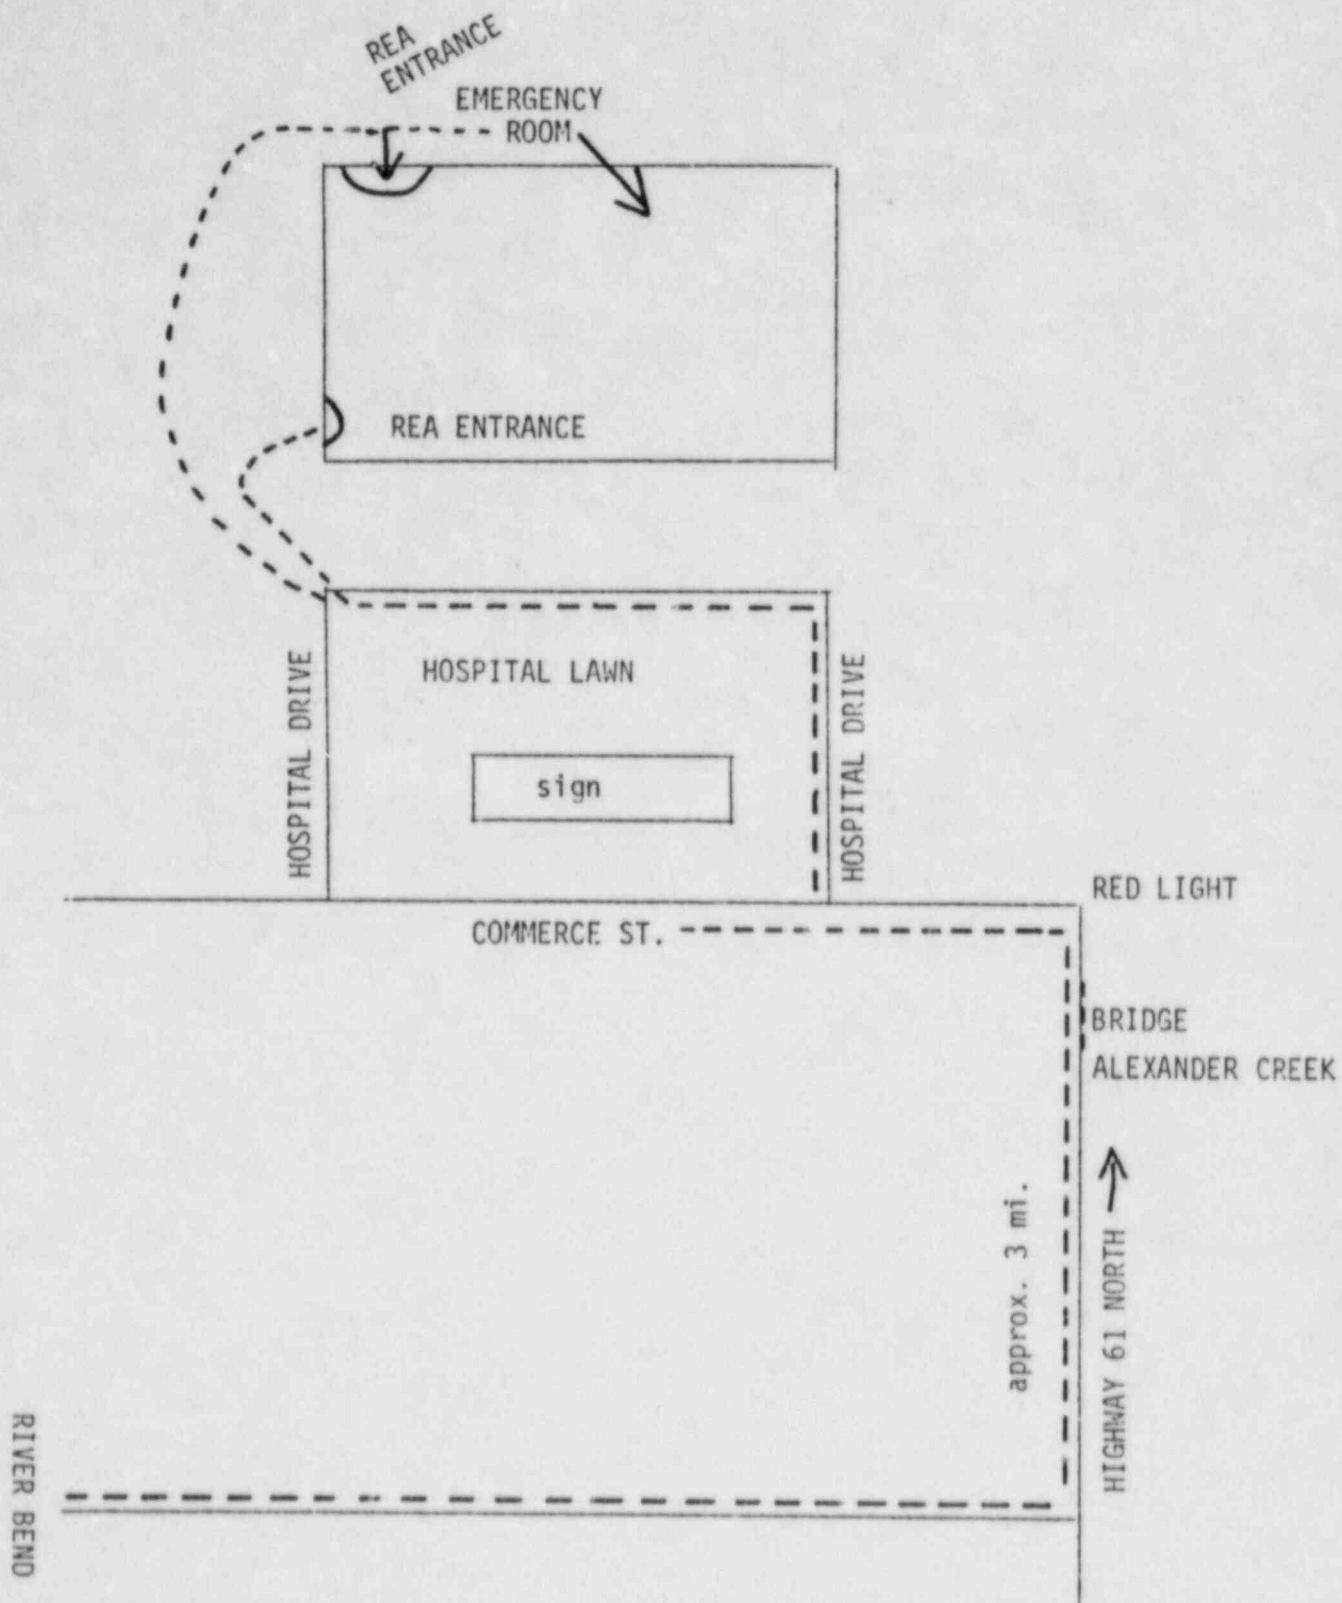 REA
ENTRANCE
EMERGENCY
ROOM
REA ENTRANCE
HOSPITAL DRIVE
HOSPITAL LAWN
HOSPITAL DRIVE
sign
RED LIGHT
COMMERCE ST.
BRIDGE
ALEXANDER CREEK
approx. 3 mi.
HIGHWAY 61 NORTH
RIVER BEND